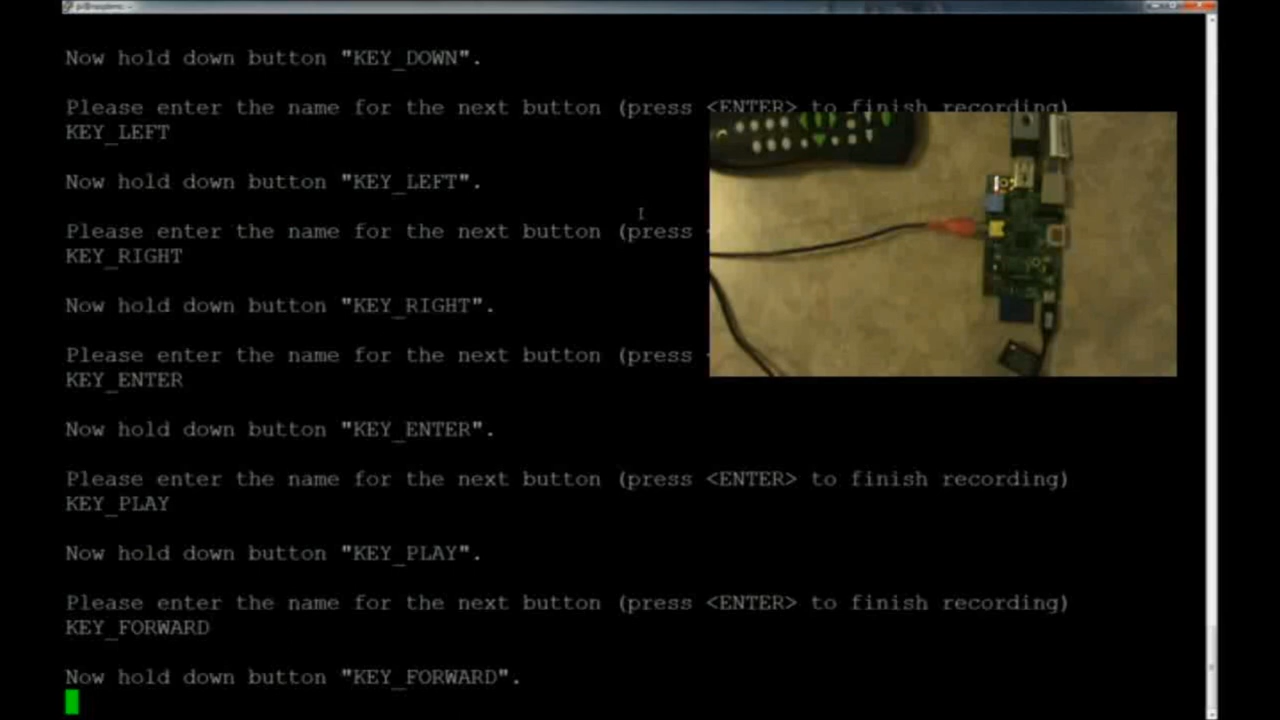 Now hold down button "KEY_DOWN".
Please enter the name for the next button (press <ENTER> to finish recording)
KEY_LEFT
Now hold down button "KEY_LEFT".
Please enter the name for the next button (press
KEY_RIGHT
Now hold down button "KEY_RIGHT".
Please enter the name for the next button (press
KEY_ENTER
Now hold down button "KEY_ENTER".
Please enter the name for the next button (press <ENTER> to finish recording)
KEY_PLAY
Now hold down button "KEY_PLAY".
Please enter the name for the next button (press <ENTER> to finish recording)
KEY_FORWARD
Now hold down button "KEY_FORWARD".